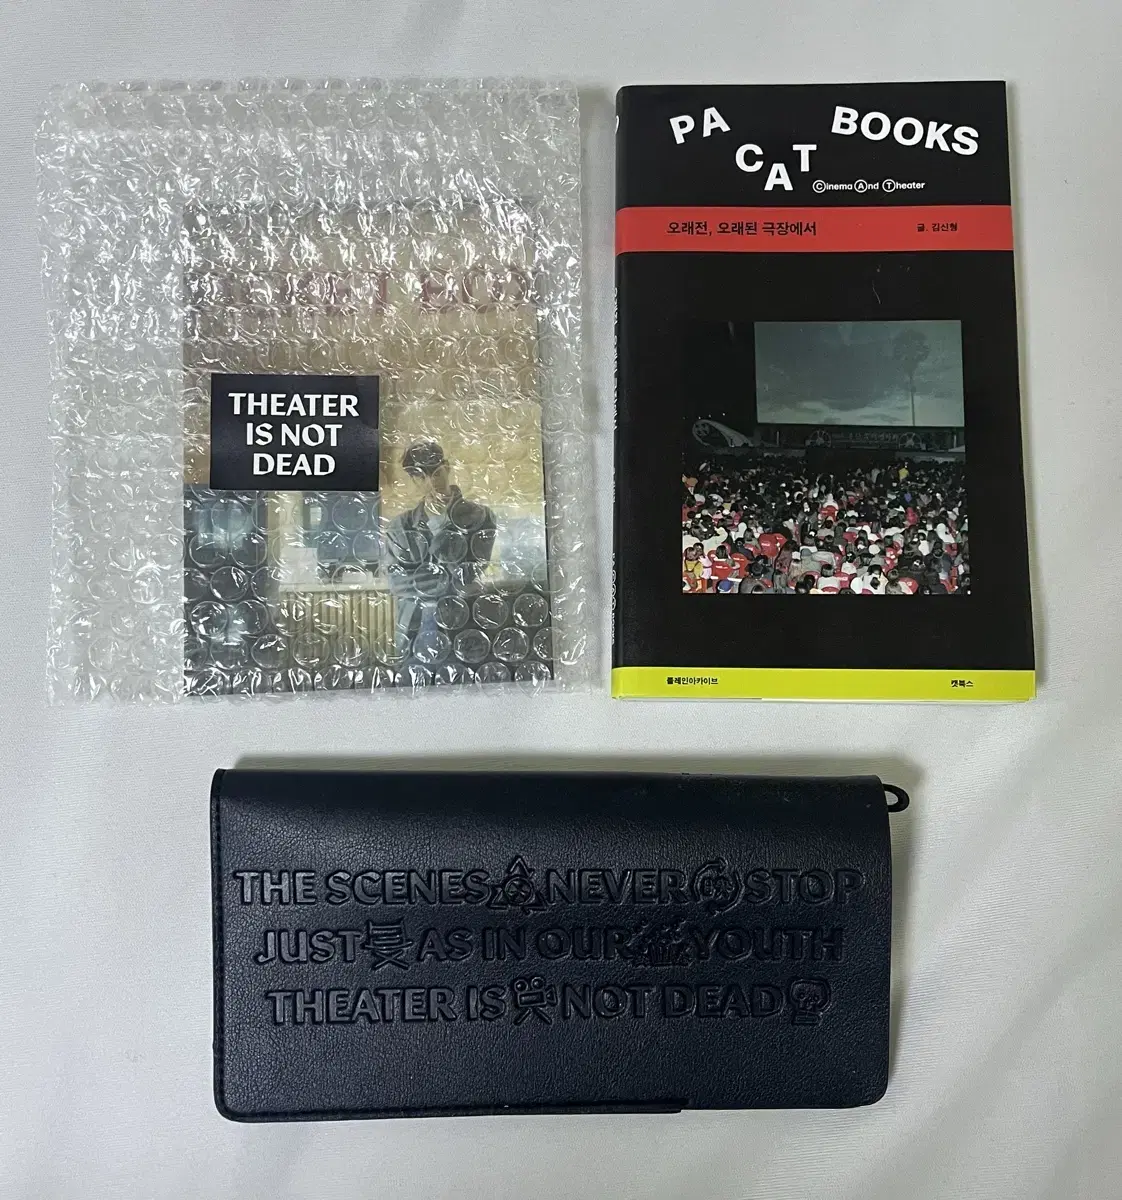 THEATER
IS NOT
DEAD
PA CAT BOOKS
Cinema And Theater
오래전, 오래된 극장에서
글. 김신형
플레인아카이브
캣북스
THE SCENES NEVER STOP
JUST AS IN OUR YOUTH
THEATER IS NOT DEAD